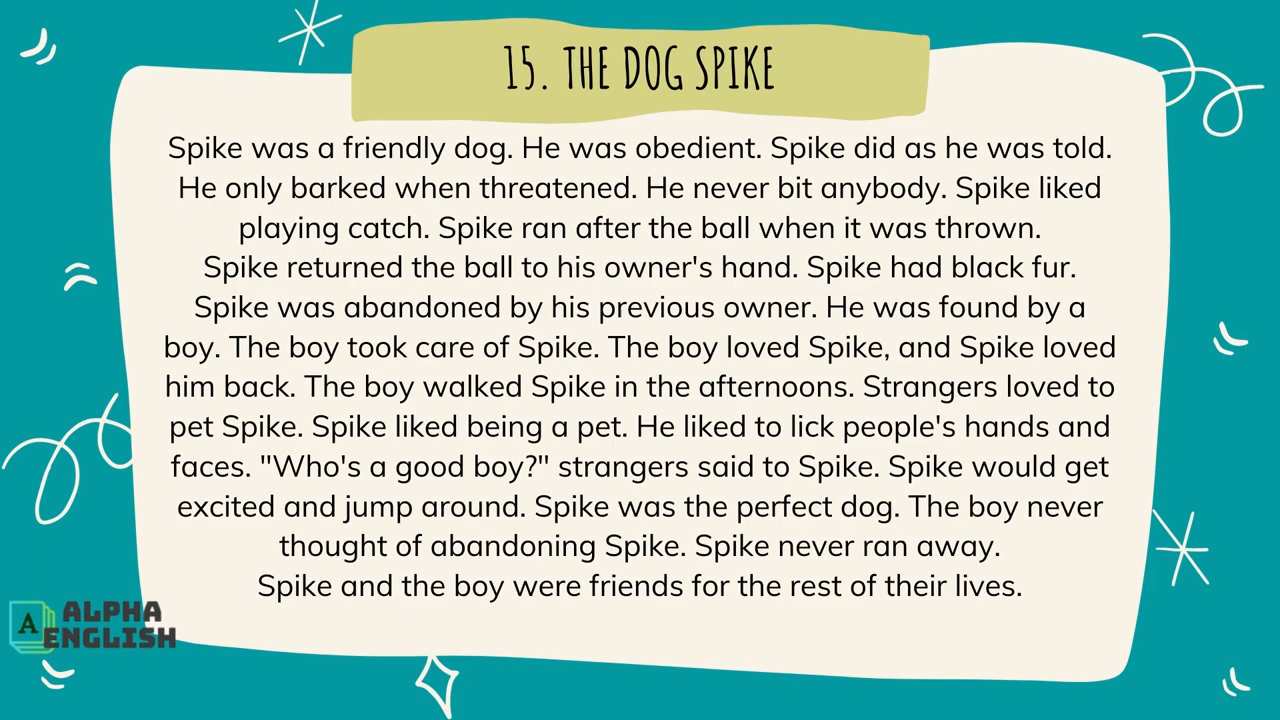 15. THE DOG SPIKE
Spike was a friendly dog. He was obedient. Spike did as he was told.
He only barked when threatened. He never bit anybody. Spike liked
playing catch. Spike ran after the ball when it was thrown.
Spike returned the ball to his owner's hand. Spike had black fur.
Spike was abandoned by his previous owner. He was found by a
boy. The boy took care of Spike. The boy loved Spike, and Spike loved
him back. The boy walked Spike in the afternoons. Strangers loved to
pet Spike. Spike liked being a pet. He liked to lick people's hands and
faces. "Who's a good boy?" strangers said to Spike. Spike would get
excited and jump around. Spike was the perfect dog. The boy never
thought of abandoning Spike. Spike never ran away.
Spike and the boy were friends for the rest of their lives.
A
ALPHA
ENGLISH